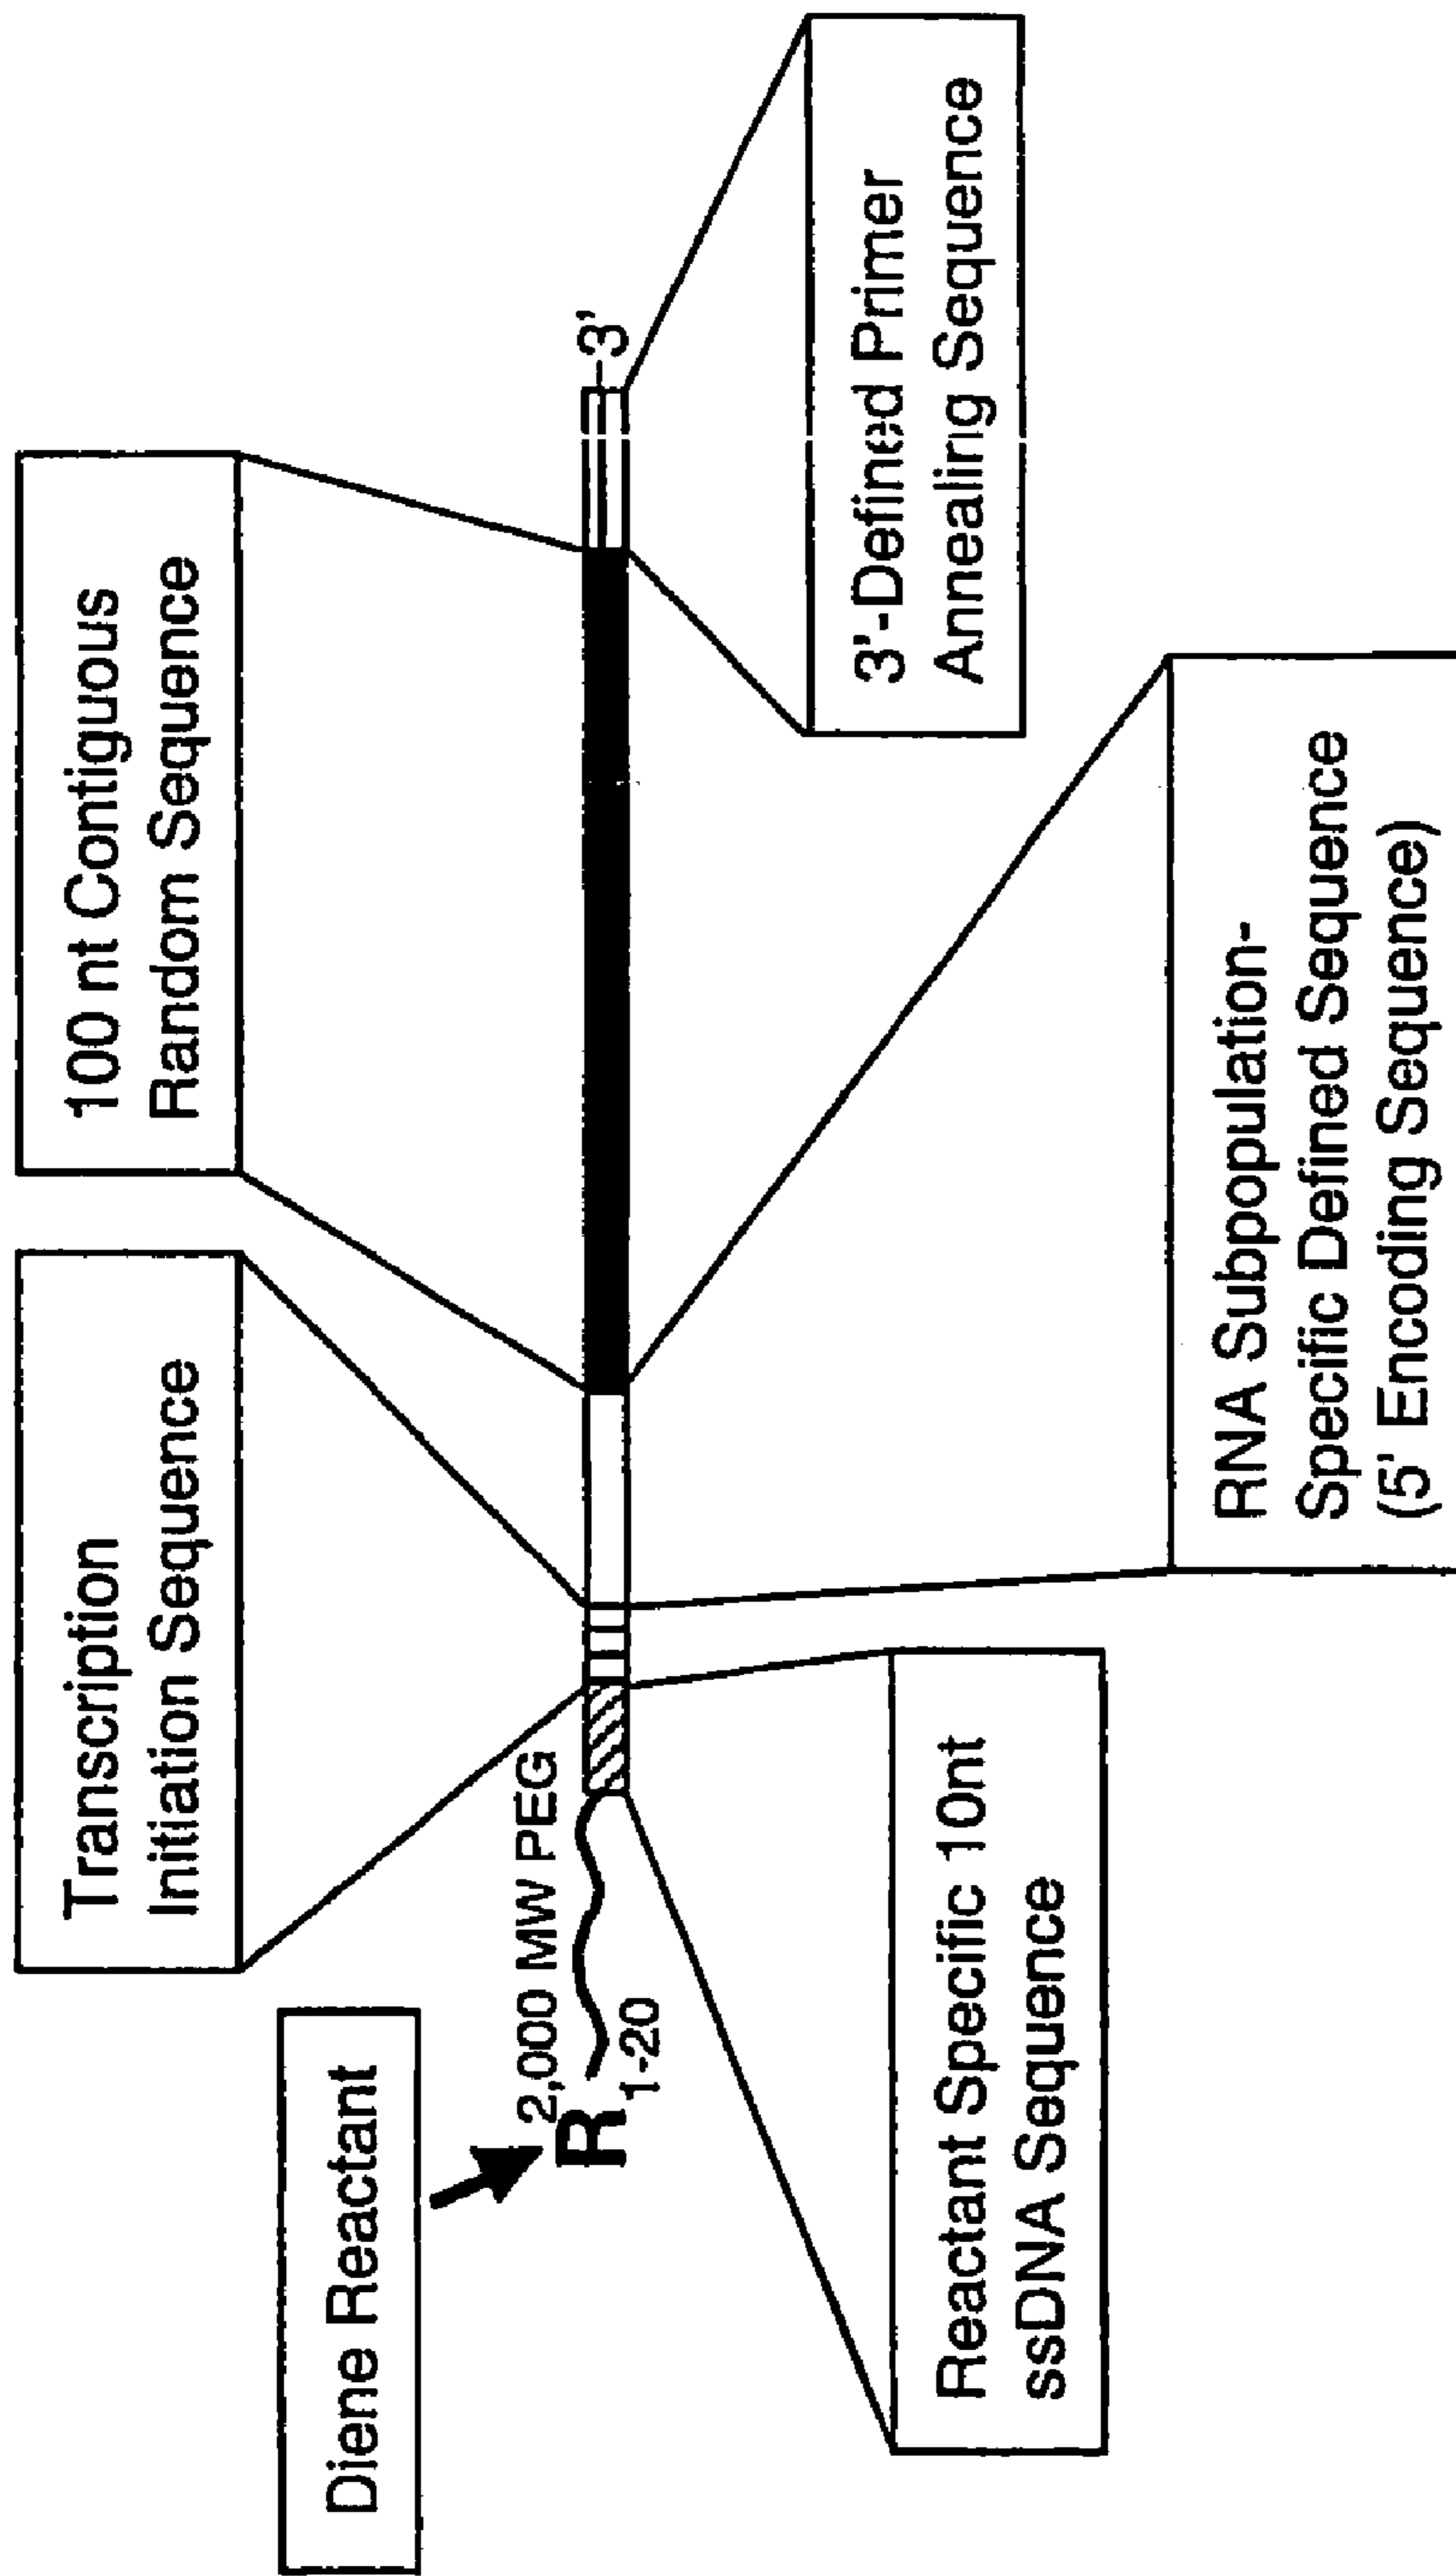 Diene Reactant
Transcription
Initiation Sequence
100 nt Contiguous
Random Sequence
2,000 MW PEG
R
1-20
-3'
Reactant Specific 10nt
ssDNA Sequence
RNA Subpopulation-
Specific Defined Sequence
(5' Encoding Sequence)
3'-Defined Primer
Annealing Sequence